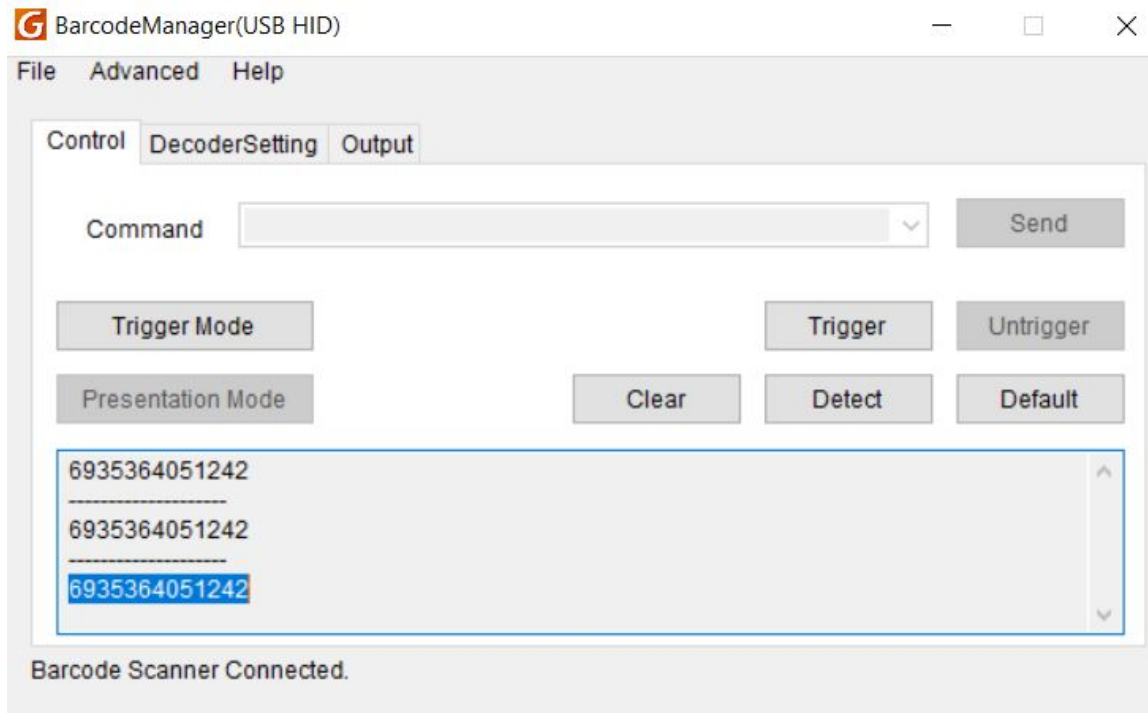 G BarcodeManager(USB HID)
File Advanced Help
Control DecoderSetting Output
Command Send
Trigger Mode Trigger Untrigger
Presentation Mode Clear Detect Default
6935364051242
--------------------
6935364051242
--------------------
6935364051242
Barcode Scanner Connected.